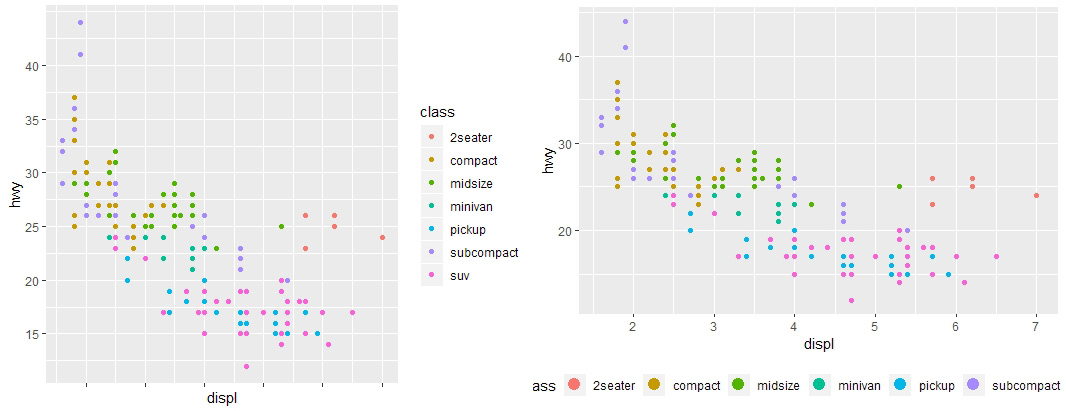 hwy
40
35
30
25
20
15
displ
class
2seater
compact
midsize
minivan
pickup
subcompact
suv
hwy
40
30
20
2 3 4 5 6 7
displ
ass 2seater compact midsize minivan pickup subcompact